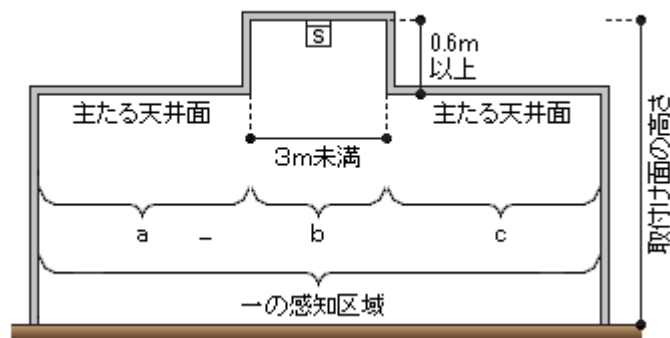 S
0.6m
以上
主たる天井面
主たる天井面
3m未満
取付け面の高さ
a
b
c
一の感知区域